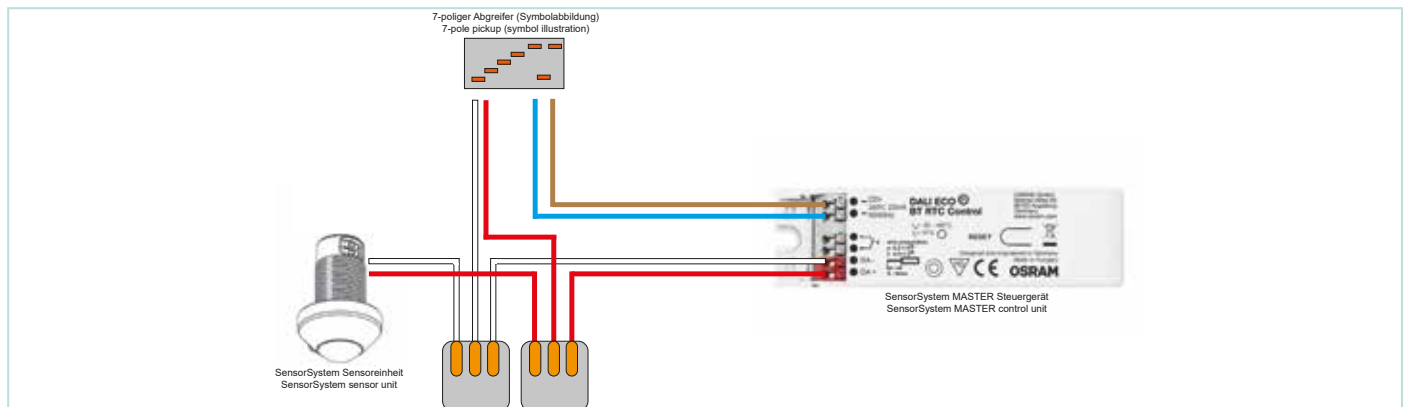 7-poliger Abgreifer (Symbolabbildung)
7-pole pickup (symbol illustration)
DALI ECO
BT RTC Control
RESET
DA -
DA +
CE OSRAM
SensorSystem MASTER Steuergerät
SensorSystem MASTER control unit
SensorSystem Sensoreinheit
SensorSystem sensor unit